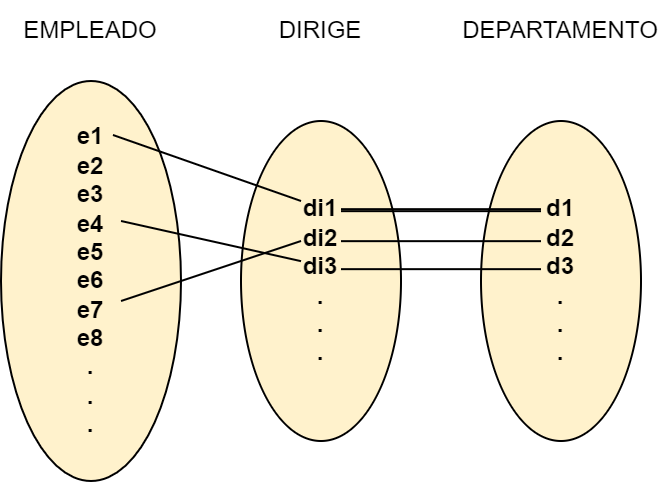 EMPLEADO DIRIGE DEPARTAMENTO
e1
e2
e3
e4
e5
e6
e7
e8
.
.
.
di1
di2
di3
.
.
.
d1
d2
d3
.
.
.